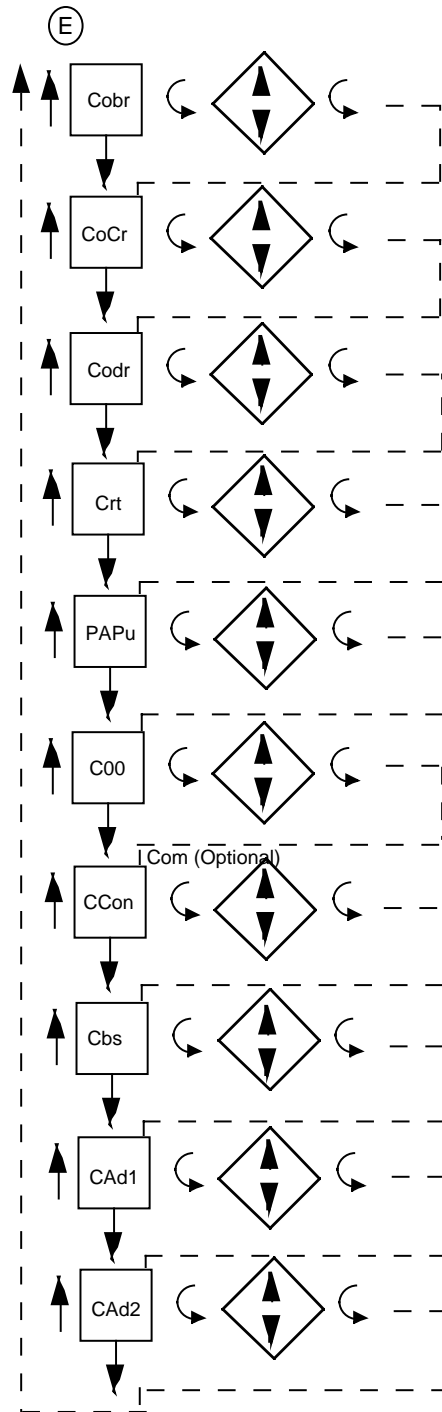 E
Cobr
CoCr
Codr
Crt
PAPu
C00
Com (Optional)
CCon
Cbs
CAd1
CAd2